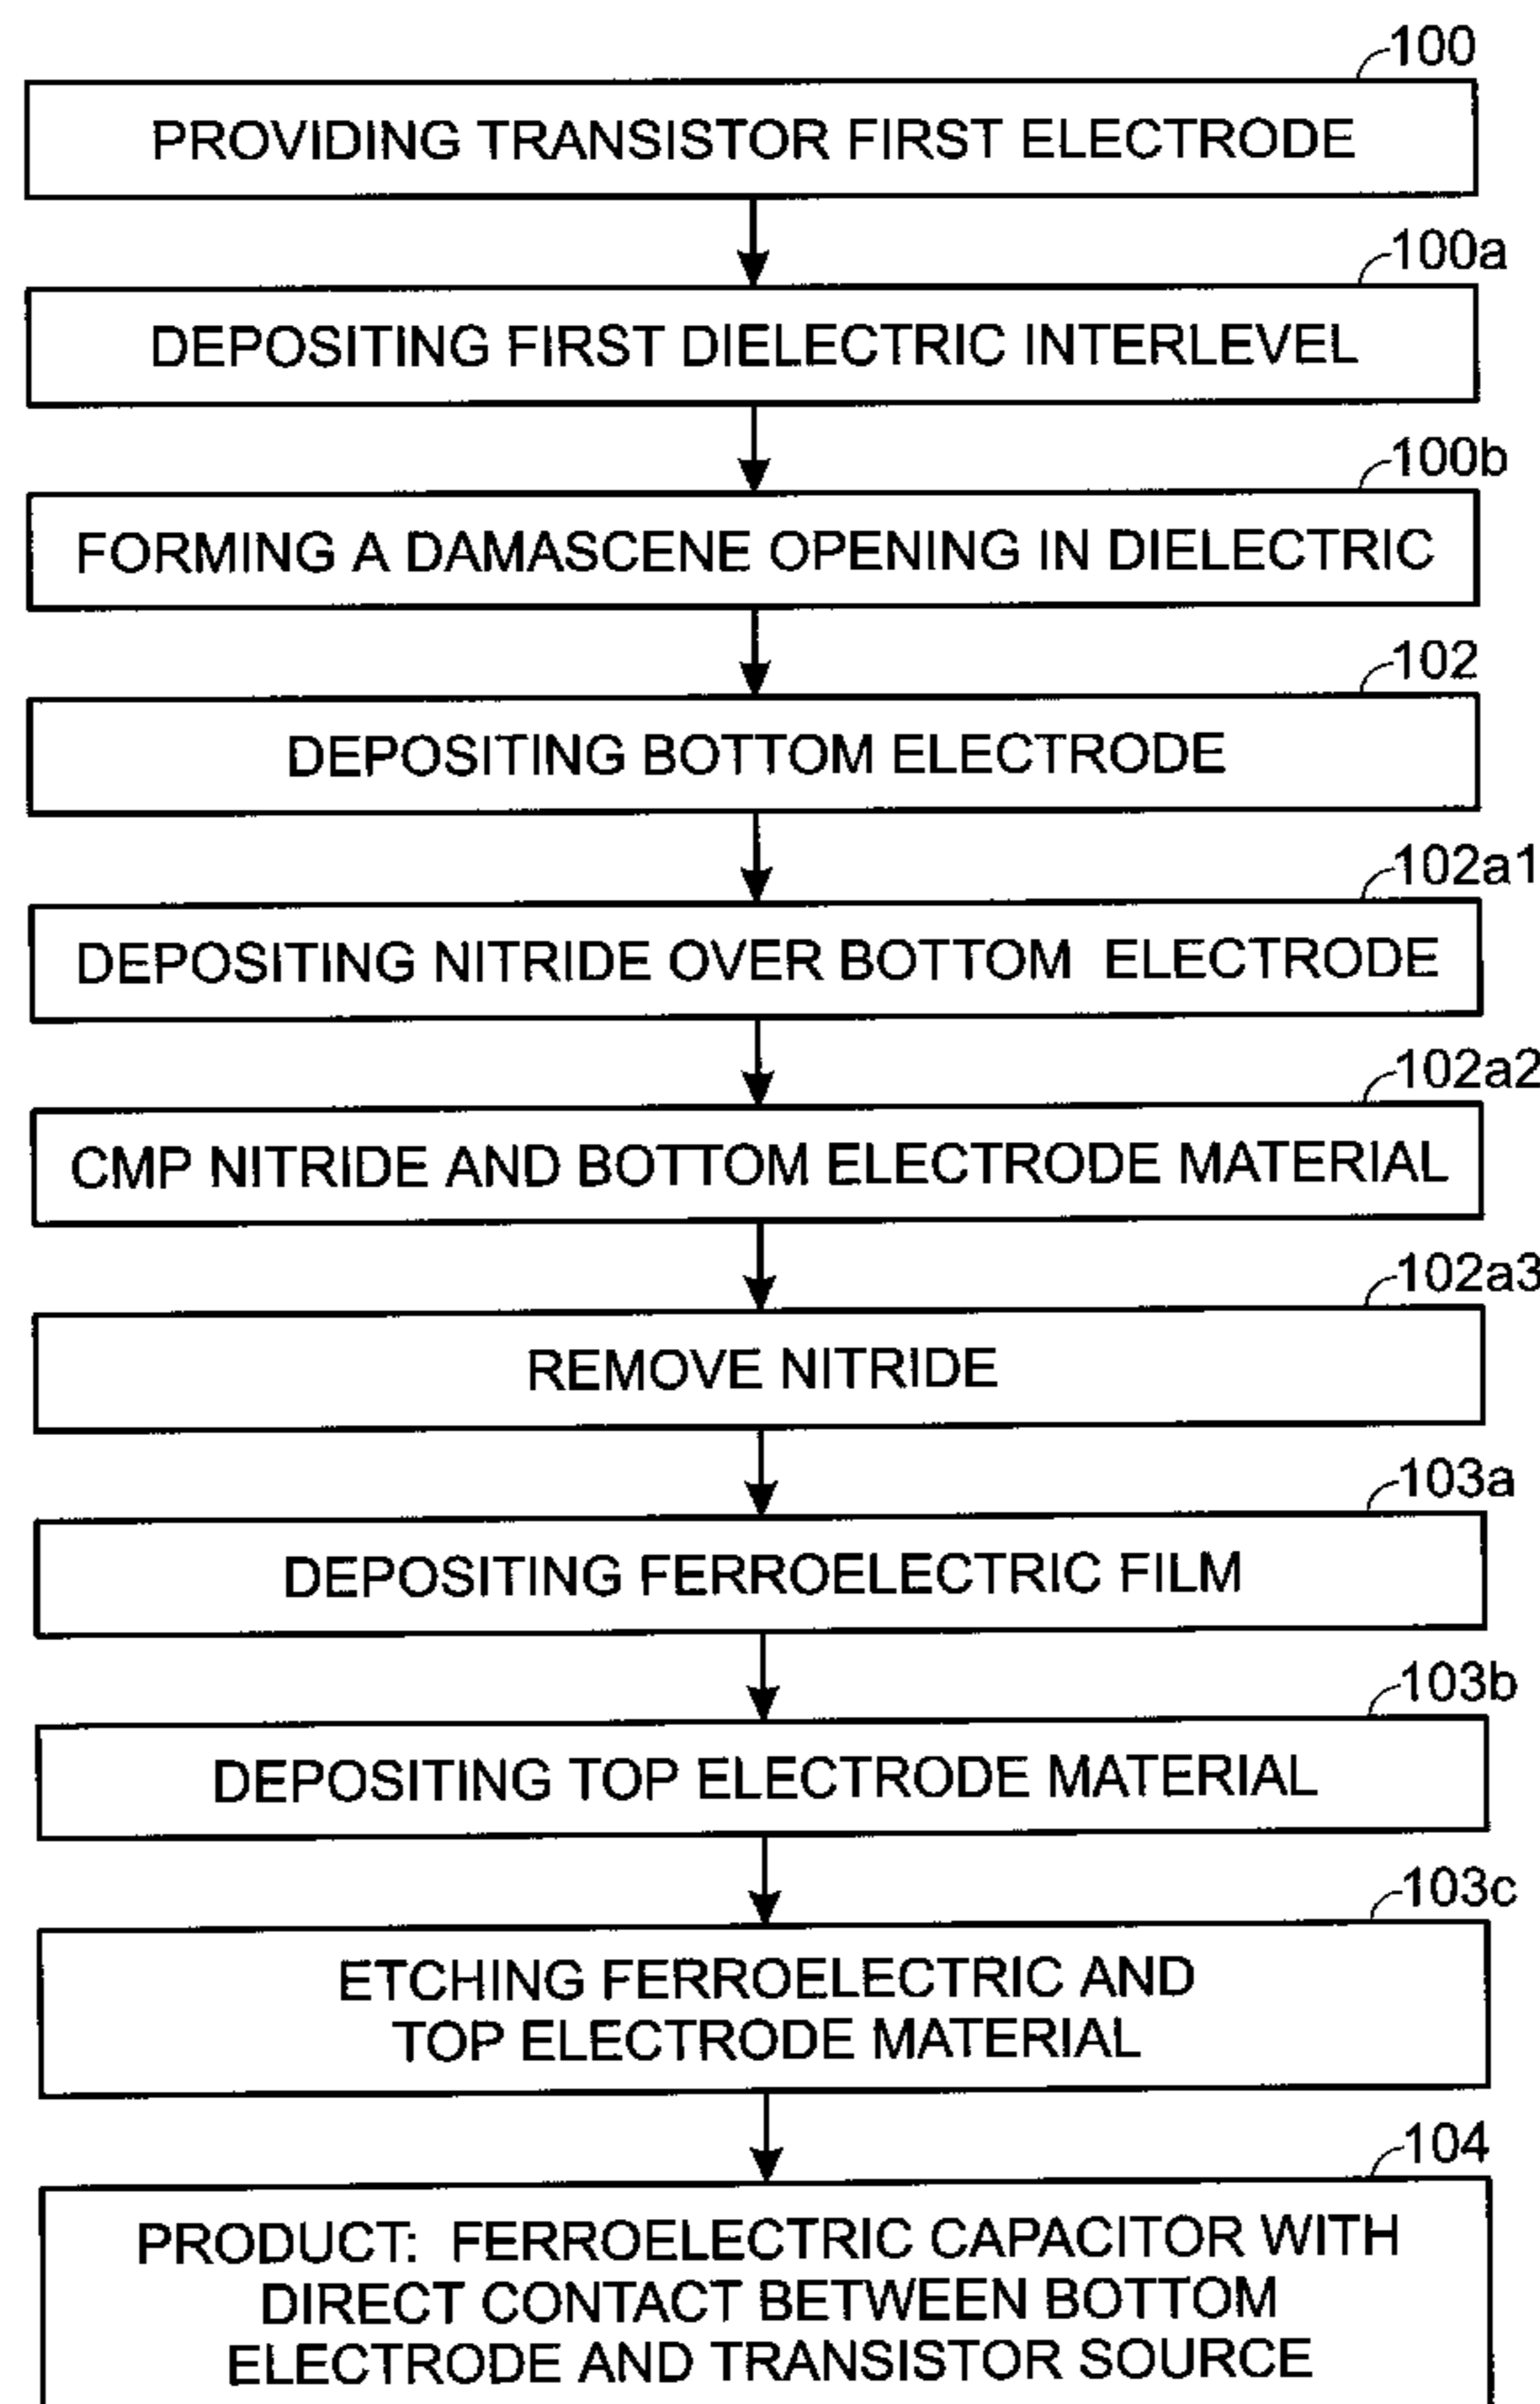 100
PROVIDING TRANSISTOR FIRST ELECTRODE
100a
DEPOSITING FIRST DIELECTRIC INTERLEVEL
100b
FORMING A DAMASCENE OPENING IN DIELECTRIC
102
DEPOSITING BOTTOM ELECTRODE
102a1
DEPOSITING NITRIDE OVER BOTTOM ELECTRODE
102a2
CMP NITRIDE AND BOTTOM ELECTRODE MATERIAL
102a3
REMOVE NITRIDE
103a
DEPOSITING FERROELECTRIC FILM
103b
DEPOSITING TOP ELECTRODE MATERIAL
103c
ETCHING FERROELECTRIC AND
TOP ELECTRODE MATERIAL
104
PRODUCT: FERROELECTRIC CAPACITOR WITH
DIRECT CONTACT BETWEEN BOTTOM
ELECTRODE AND TRANSISTOR SOURCE